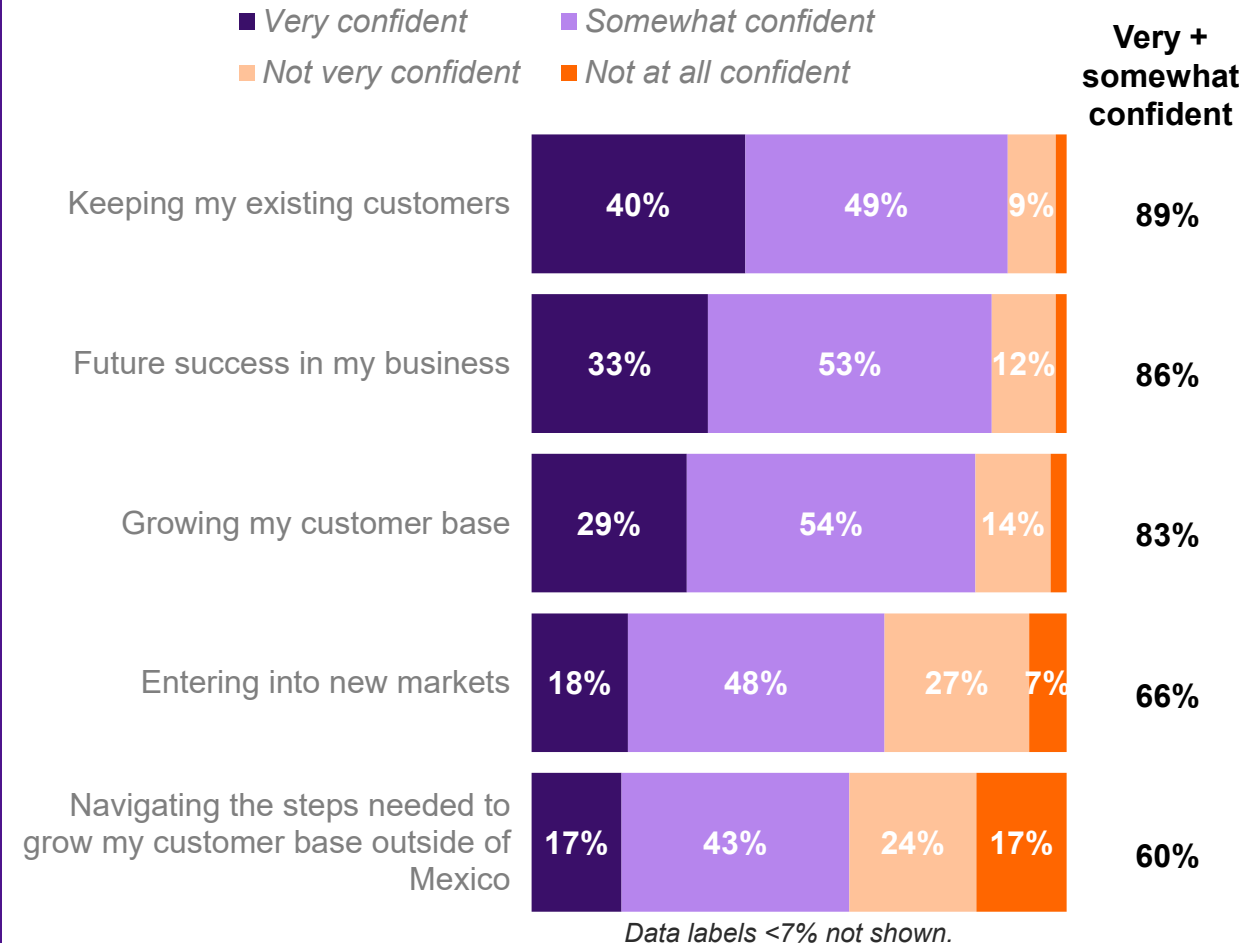 Very confident
Somewhat confident
Not very confident
Not at all confident
Very +
somewhat
confident
Keeping my existing customers
40%
49%
9%
89%
Future success in my business
33%
53%
12%
86%
Growing my customer base
29%
54%
14%
83%
Entering into new markets
18%
48%
27%
7%
66%
Navigating the steps needed to
grow my customer base outside of
Mexico
17%
43%
24%
17%
60%
Data labels <7% not shown.